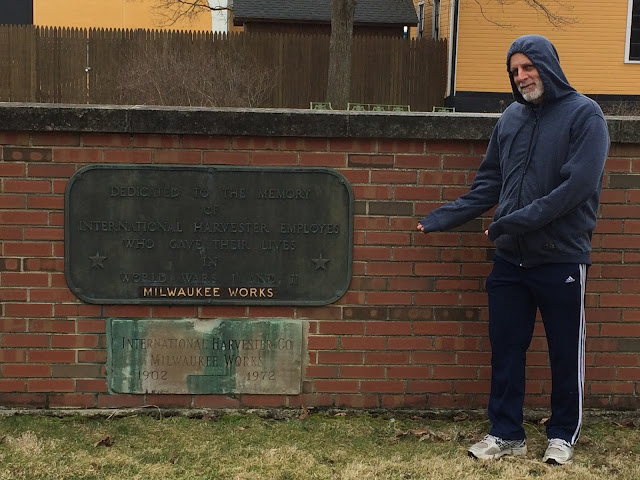 DEDICATED TO THE MEMORY
OF
INTERNATIONAL HARVESTER EMPLOYES
WHO GAVE THEIR LIVES
IN
WORLD WARS I AND II
MILWAUKEE WORKS
INTERNATIONAL HARVESTER CO
MILWAUKEE WORKS
1902 1972
adidas